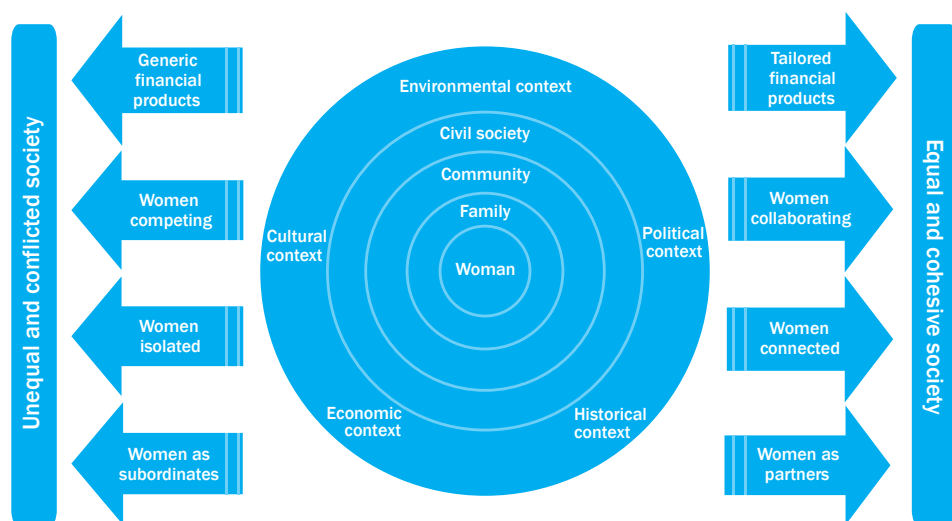 Unequal and conflicted society
Generic
financial
products
Women
competing
Women
isolated
Women as
subordinates
Environmental context
Civil society
Community
Family
Woman
Cultural
context
Political
context
Economic
context
Historical
context
Tailored
financial
products
Women
collaborating
Women
connected
Women as
partners
Equal and cohesive society